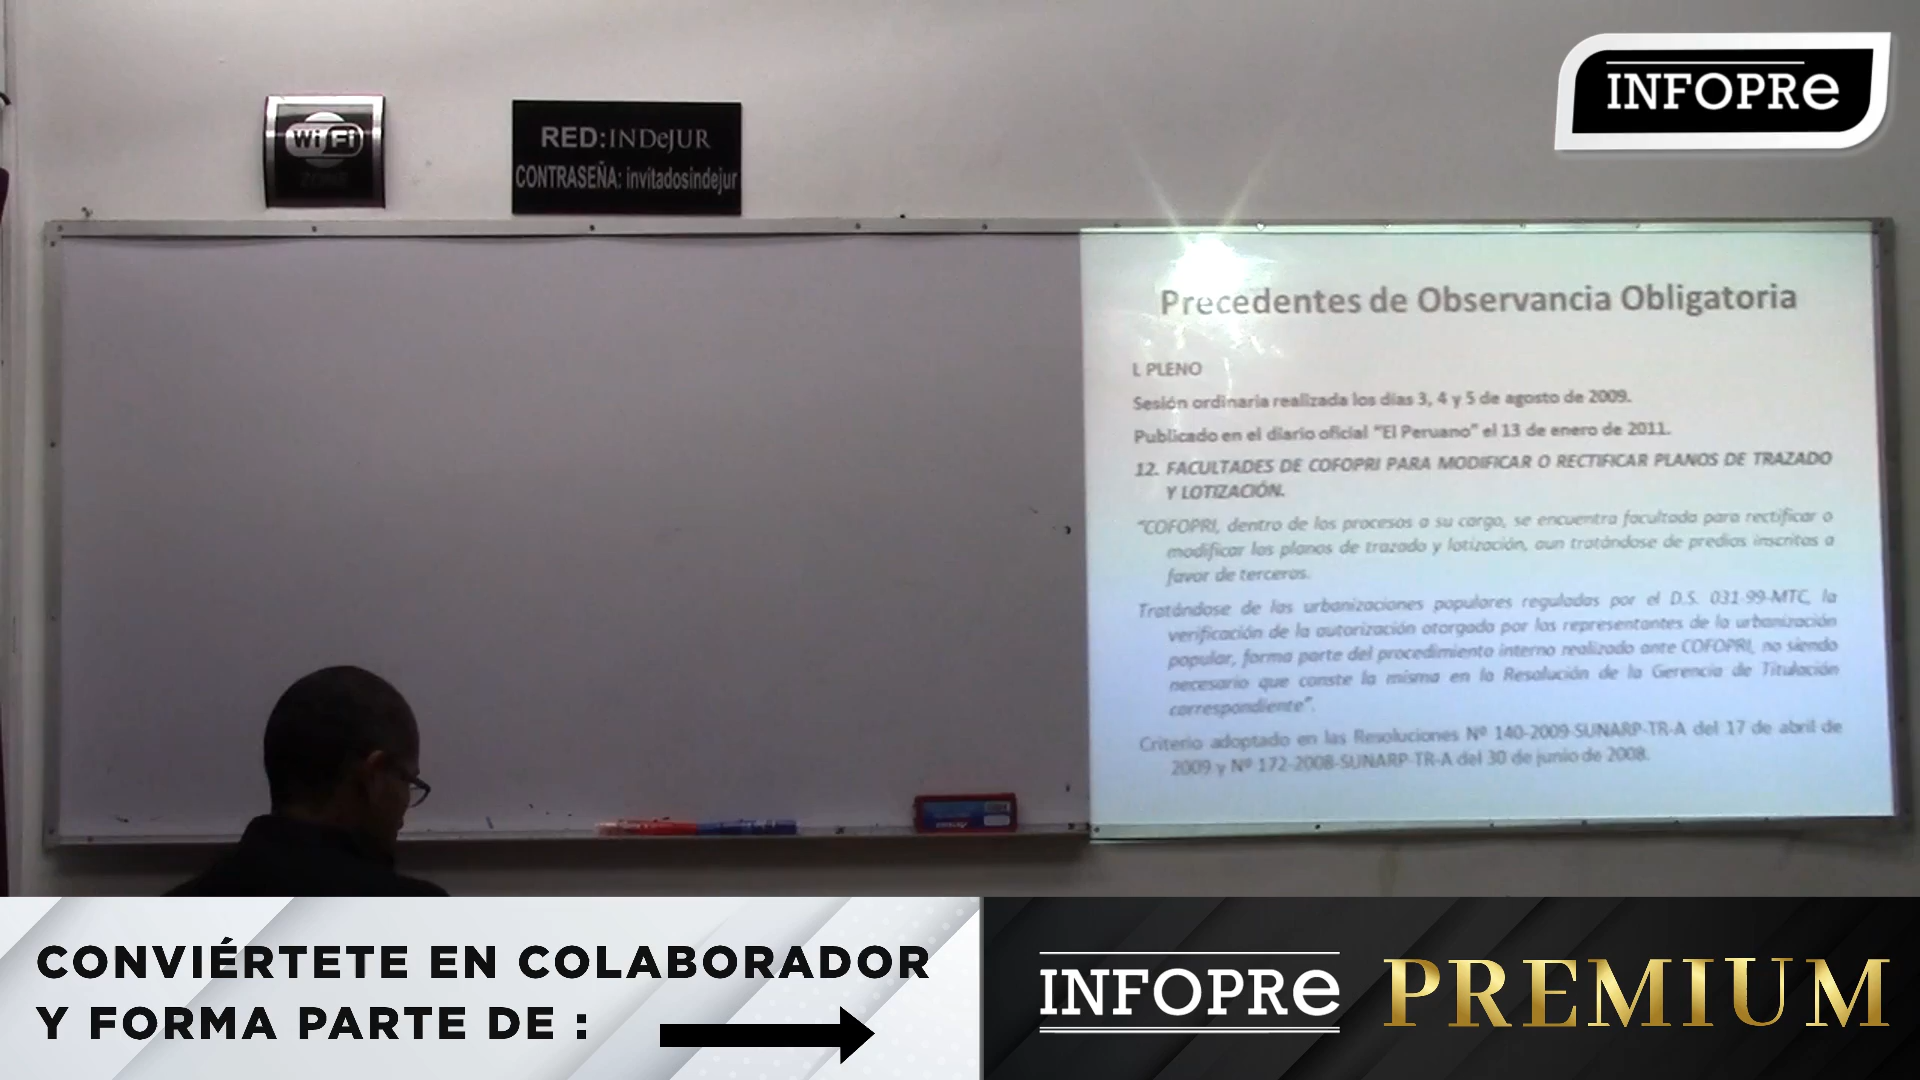 INFOPRe
Wi Fi
ZONE
RED:INDeJUR
CONTRASEÑA: invitadosindejur
Precedentes de Observancia Obligatoria
L PLENO
Sesión ordinaria realizada los días 3, 4 y 5 de agosto de 2009.
Publicado en el diario oficial "El Peruano" el 13 de enero de 2011.
12. FACULTADES DE COFOPRI PARA MODIFICAR O RECTIFICAR PLANOS DE TRAZADO
Y LOTIZACIÓN.
"COFOPRI, dentro de los procesos a su cargo, se encuentra facultada para rectificar o
modificar los planos de trazado y lotización, aun tratándose de predios inscritos a
favor de terceros.
Tratándose de las urbanizaciones populares reguladas por el D.S. 031-99-MTC, la
verificación de la autorización otorgada por los representantes de la urbanización
popular, forma parte del procedimiento interno realizado ante COFOPRI, no siendo
necesario que conste la misma en la Resolución de la Gerencia de Titulación
correspondiente".
Criterio adoptado en las Resoluciones Nº 140-2009-SUNARP-TR-A del 17 de abril de
2009 y Nº 172-2008-SUNARP-TR-A del 30 de junio de 2008.
CONVIÉRTETE EN COLABORADOR
Y FORMA PARTE DE :
INFOPRe PREMIUM